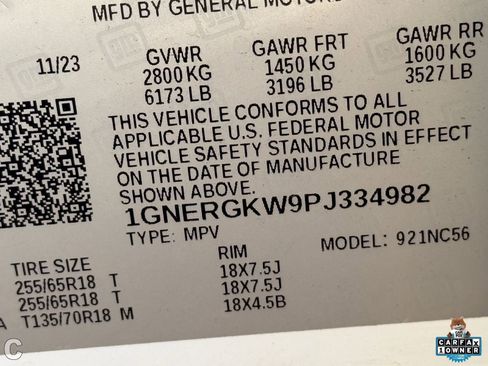 MFD BY GENERAL MOTORS
11/23 GVWR GAWR FRT GAWR RR
2800 KG 1450 KG 1600 KG
6173 LB 3196 LB 3527 LB
THIS VEHICLE CONFORMS TO ALL
APPLICABLE U.S. FEDERAL MOTOR
VEHICLE SAFETY STANDARDS IN EFFECT
ON THE DATE OF MANUFACTURE
SHOWN ABOVE.
1GNERGKW9PJ334982
TYPE: MPV MODEL: 921NC56
TIRE SIZE RIM
255/65R18 T 18X7.5J
255/65R18 T 18X7.5J
A T135/70R18 M 18X4.5B
C
CARFAX
1 OWNER